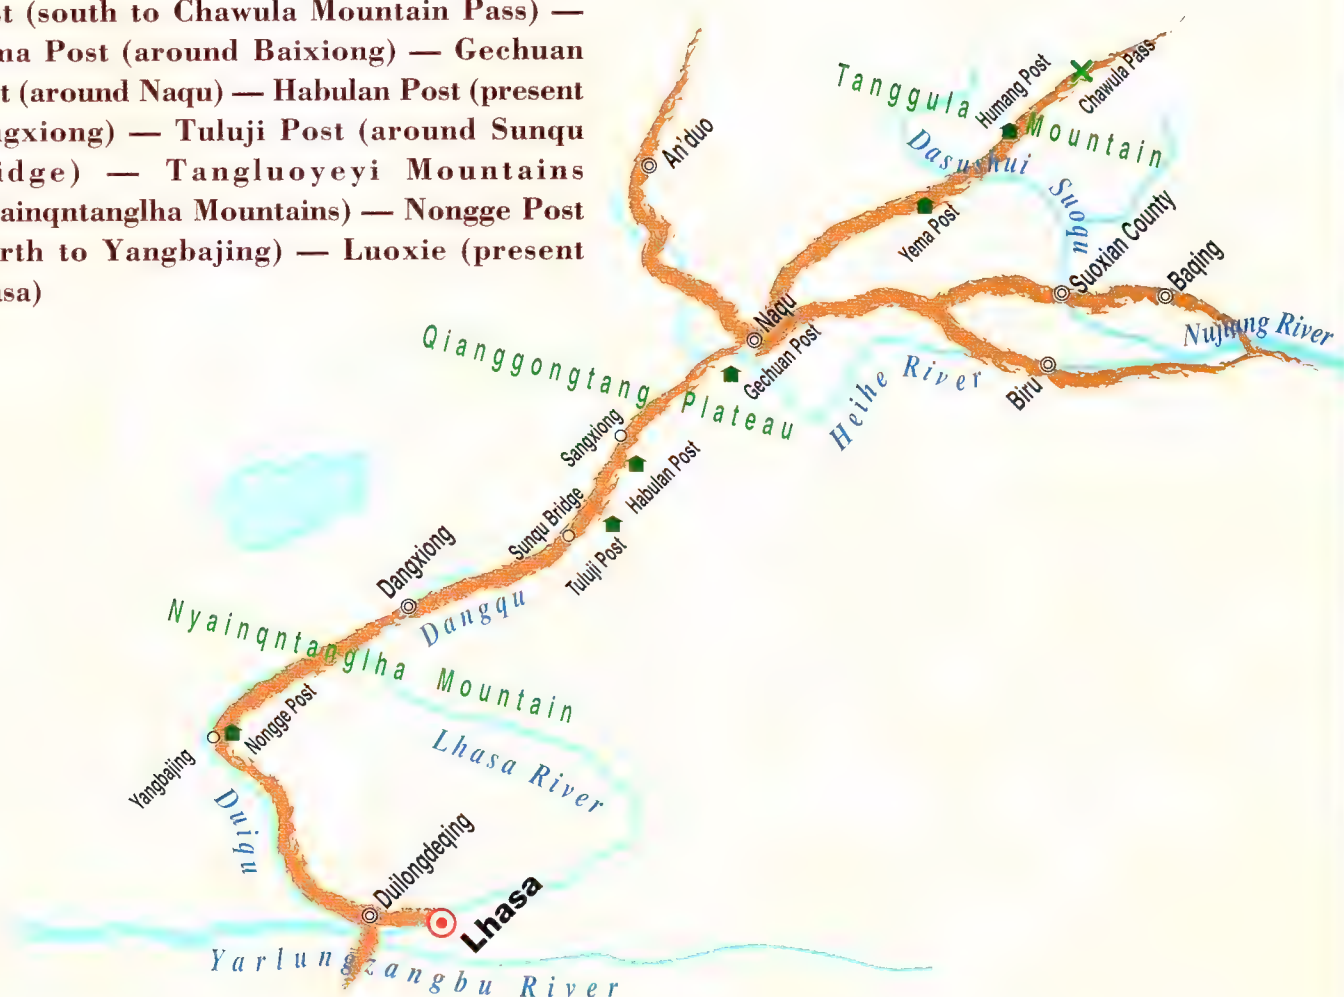 t (south to Chawula Mountain Pass) —
ma Post (around Baixiong) — Gechuan
t (around Naqu) — Habulan Post (present
ngxiong) — Tuluji Post (around Sunqu
idge) — Tangluoyeyi Mountains
ainqntanglha Mountains) — Nongge Post
rth to Yangbajing) — Luoxie (present
asa)
Tanggula Mountain
Humang Post
Chawula Pass
An'duo
Dasushui
Suoqu
Yema Post
Suoxian County
Baqing
Naqu
Nujiang River
Gechuan Post
Qianggongtang Plateau
Heihe River
Biru
Sangxiong
Habulan Post
Sunqu Bridge
Tuluji Post
Dangxiong
Dangqu
Nyainqntanglha Mountain
Nongge Post
Yangbajing
Lhasa River
Duiqu
Duilongdeqing
Lhasa
Yarlungzangbu River